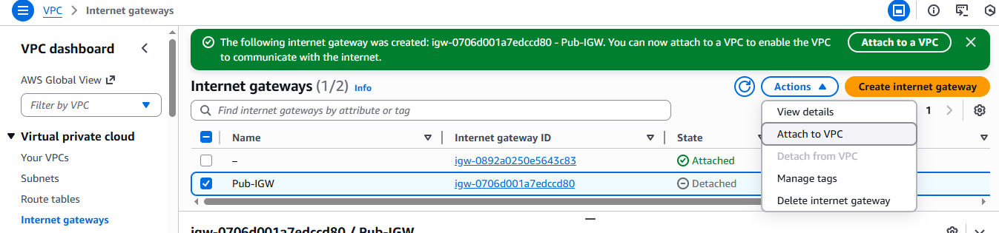 VPC > Internet gateways
VPC dashboard
AWS Global View
Filter by VPC
Virtual private cloud
Your VPCs
Subnets
Route tables
Internet gateways
The following internet gateway was created: igw-0706d001a7edccd80 - Pub-IGW. You can now attach to a VPC to enable the VPC
to communicate with the internet.
Attach to a VPC
Internet gateways (1/2) Info
Actions
Create internet gateway
Find internet gateways by attribute or tag
1
View details
Attach to VPC
Detach from VPC
Manage tags
Delete internet gateway
Name Internet gateway ID State
– igw-0892a0250e5643c83 Attached
Pub-IGW igw-0706d001a7edccd80 Detached
igw-0706d001a7edccd80 / Pub-IGW